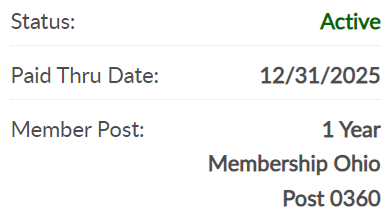 Status: Active
Paid Thru Date: 12/31/2025
Member Post: 1 Year
Membership Ohio
Post 0360